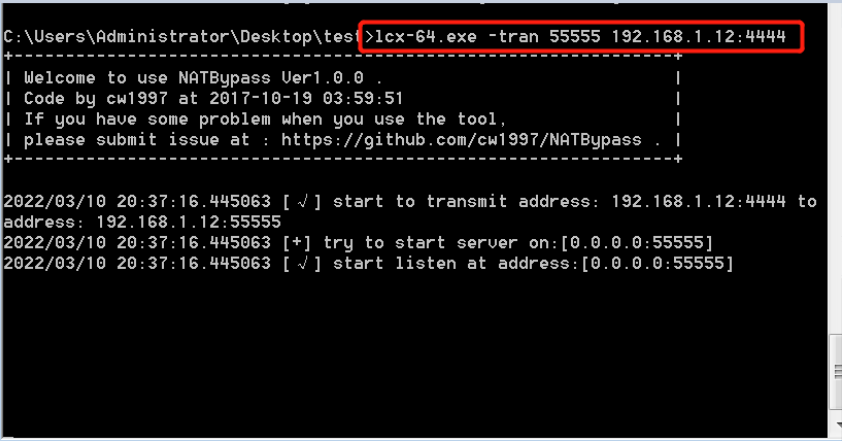 C:\Users\Administrator\Desktop\test>lcx-64.exe -tran 55555 192.168.1.12:4444
+----------------------------------------------------------------+
| Welcome to use NATBypass Ver1.0.0 . |
| Code by cw1997 at 2017-10-19 03:59:51 |
| If you have some problem when you use the tool, |
| please submit issue at : https://github.com/cw1997/NATBypass . |
+----------------------------------------------------------------+
2022/03/10 20:37:16.445063 [√] start to transmit address: 192.168.1.12:4444 to
address: 192.168.1.12:55555
2022/03/10 20:37:16.445063 [+] try to start server on:[0.0.0.0:55555]
2022/03/10 20:37:16.445063 [√] start listen at address:[0.0.0.0:55555]